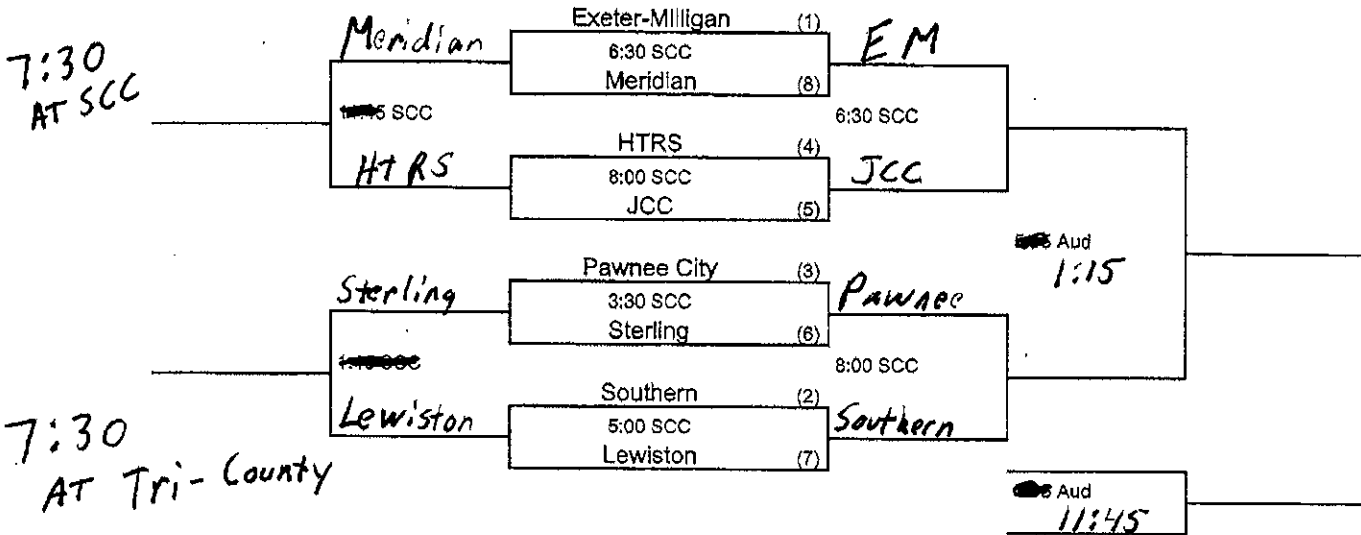 7:30
AT SCC
Meridian
SCC
Ht RS
Exeter-Milligan (1)
6:30 SCC
Meridian (8)
HTRS (4)
8:00 SCC
JCC (5)
EM
6:30 SCC
JCC
Aud
1:15
Sterling
Lewiston
7:30
AT Tri-County
Pawnee City (3)
3:30 SCC
Sterling (6)
Southern (2)
5:00 SCC
Lewiston (7)
Pawnee
8:00 SCC
Southern
Aud
11:45